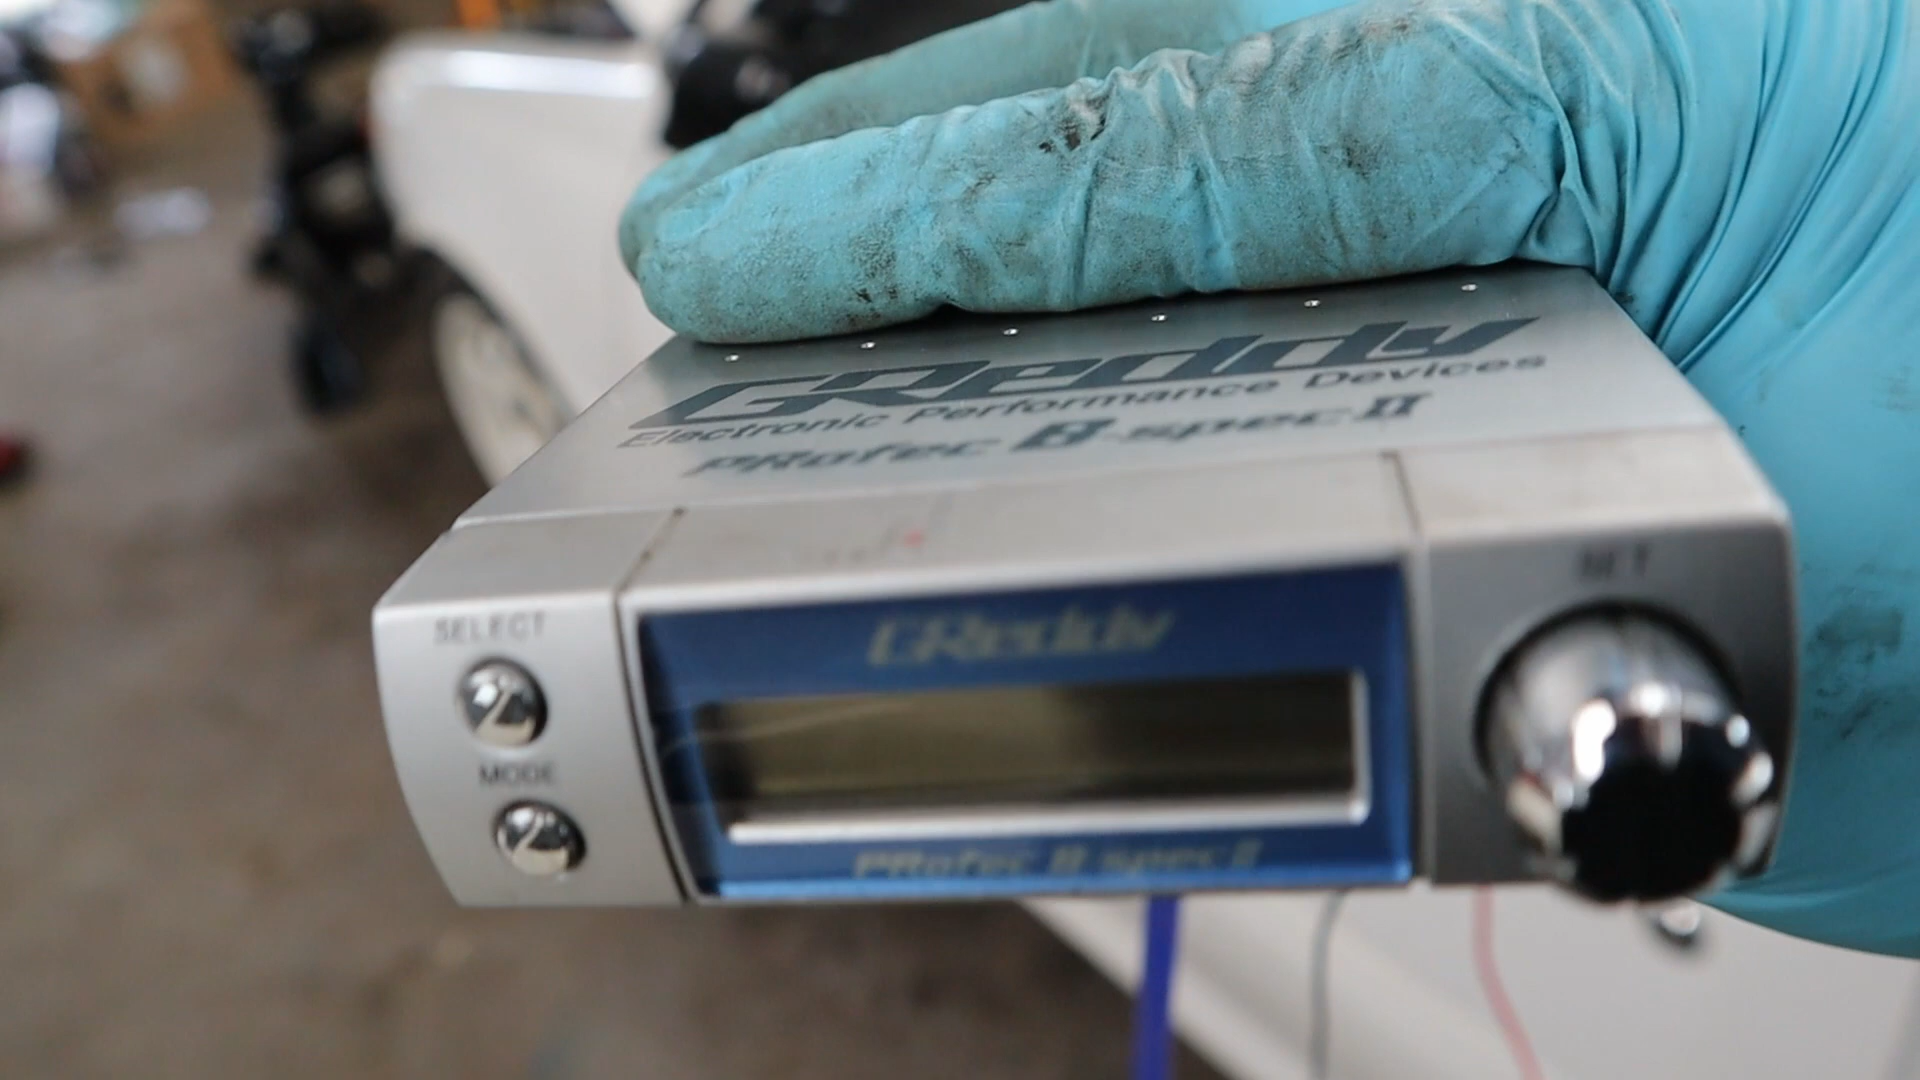 GReddy
Electronic Performance Devices
PRofec B-spec II
SELECT
MODE
GReddy
PRofec B-spec II
SET